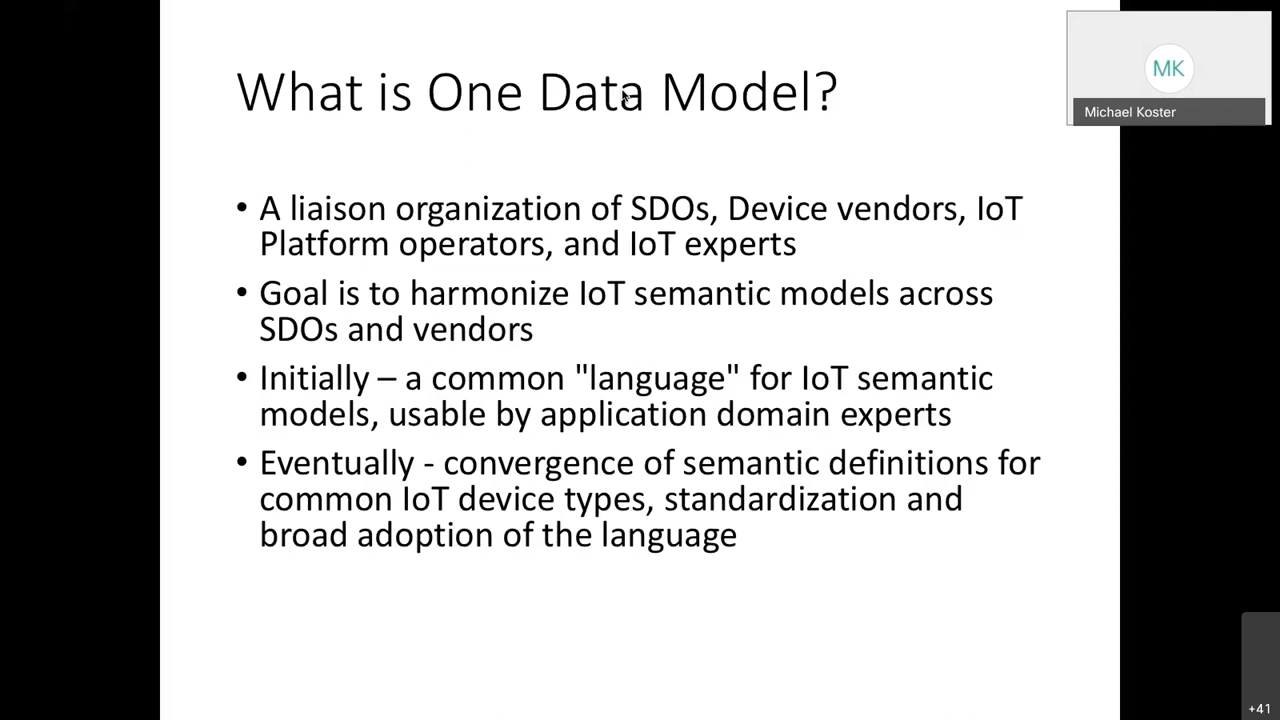 What is One Data Model?
MK
Michael Koster
• A liaison organization of SDOs, Device vendors, IoT
Platform operators, and IoT experts
• Goal is to harmonize IoT semantic models across
SDOs and vendors
• Initially – a common "language" for IoT semantic
models, usable by application domain experts
• Eventually - convergence of semantic definitions for
common IoT device types, standardization and
broad adoption of the language
+41